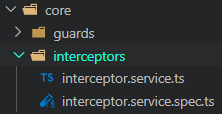 core
guards
interceptors
TS interceptor.service.ts
interceptor.service.spec.ts